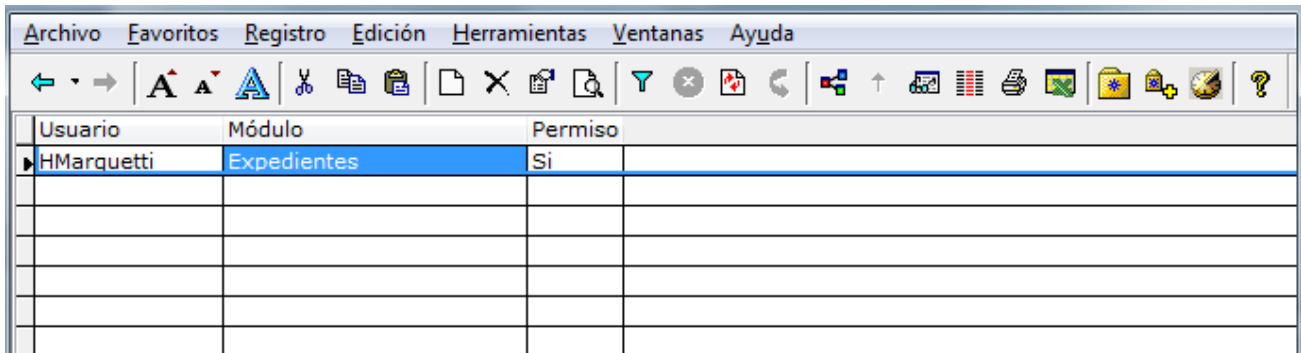 Archivo Favoritos Registro Edición Herramientas Ventanas Ayuda
Usuario Módulo Permiso
HMarquetti Expedientes Si